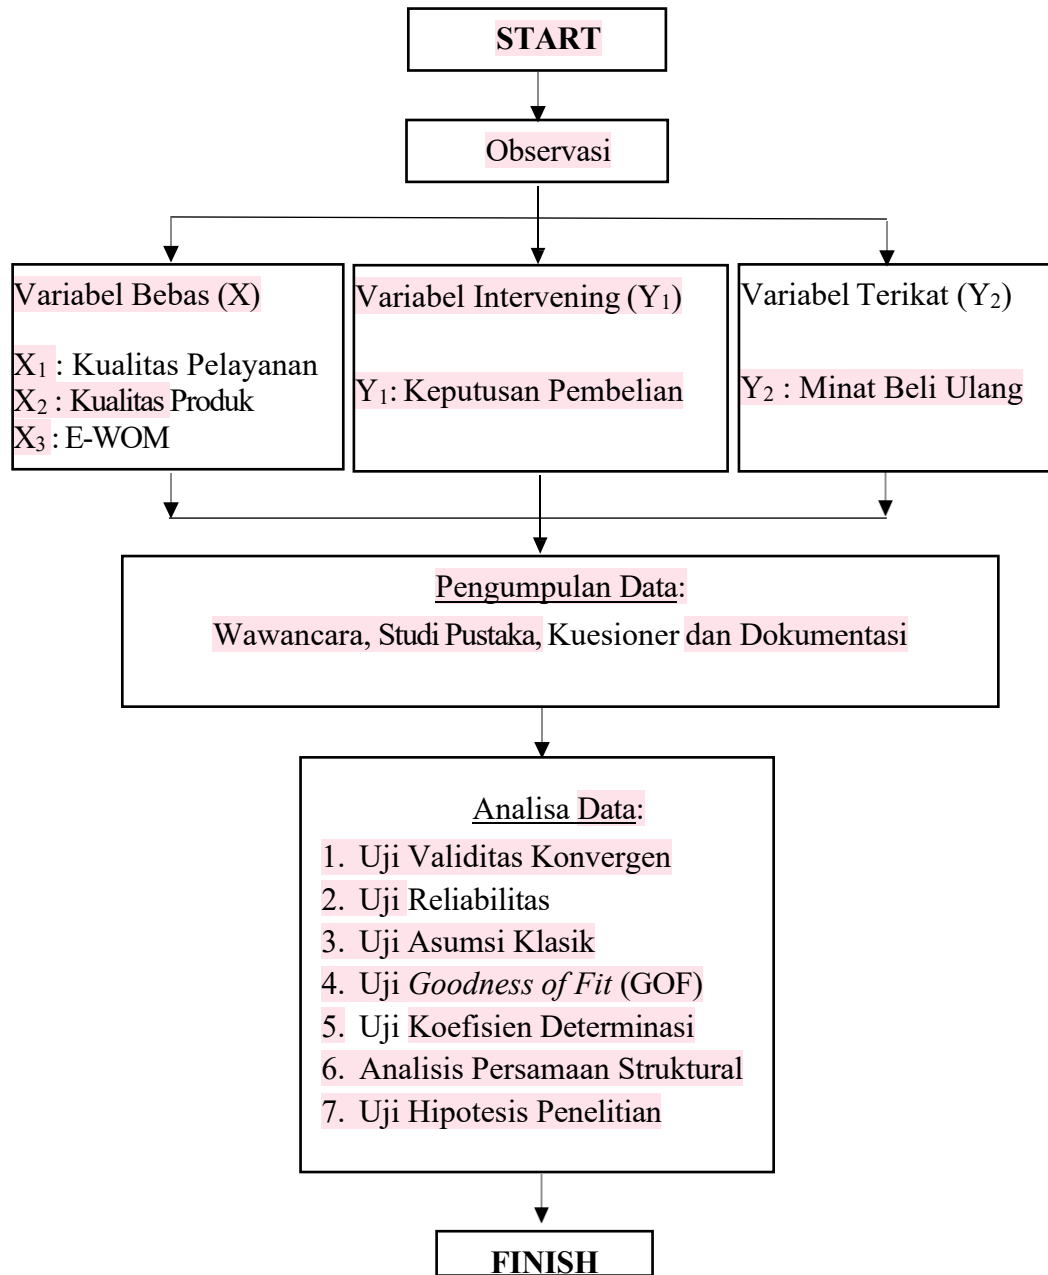 START
Observasi
Variabel Bebas (X)
X₁ : Kualitas Pelayanan
X₂ : Kualitas Produk
X₃ : E-WOM
Variabel Intervening (Y₁)
Y₁: Keputusan Pembelian
Variabel Terikat (Y₂)
Y₂ : Minat Beli Ulang
Pengumpulan Data:
Wawancara, Studi Pustaka, Kuesioner dan Dokumentasi
Analisa Data:
1. Uji Validitas Konvergen
2. Uji Reliabilitas
3. Uji Asumsi Klasik
4. Uji Goodness of Fit (GOF)
5. Uji Koefisien Determinasi
6. Analisis Persamaan Struktural
7. Uji Hipotesis Penelitian
FINISH